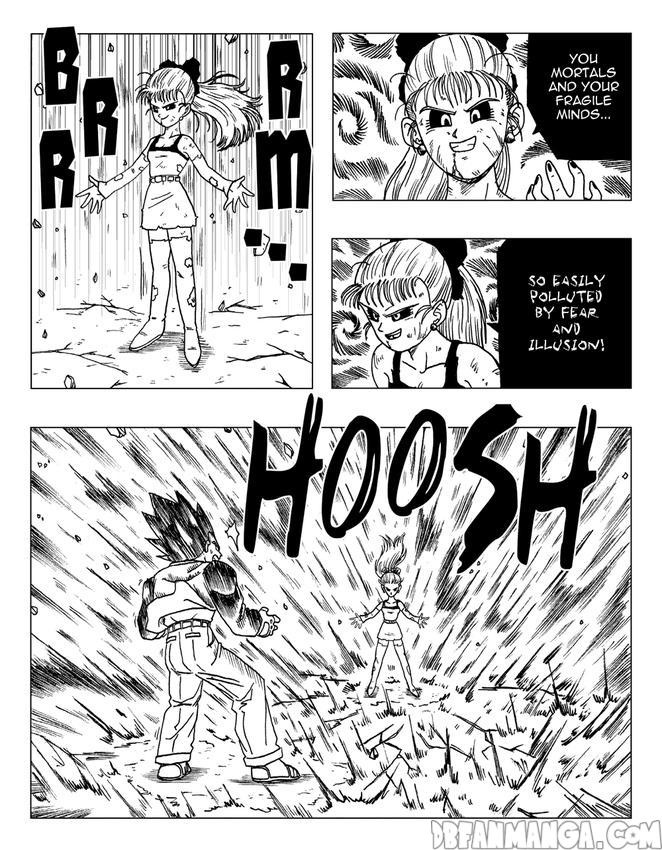 BRRRM...
YOU
MORTALS
AND YOUR
FRAGILE
MINDS...
SO EASILY
POLLUTED
BY FEAR
AND
ILLUSION!
HOOSH
DBFANMANGA.COM